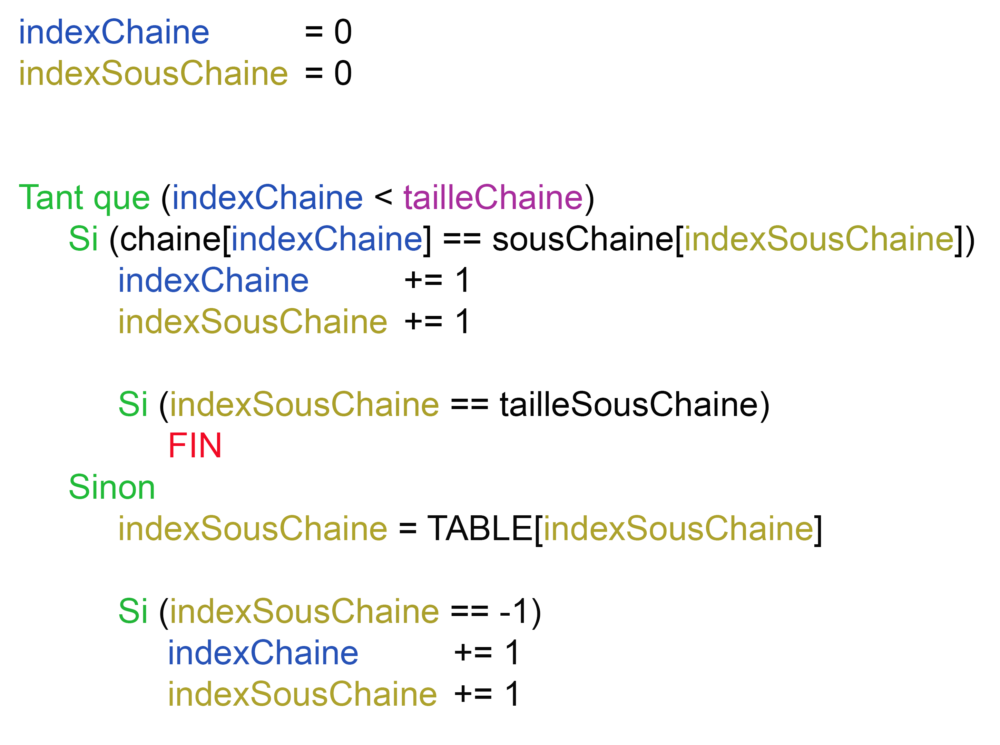 indexChaine = 0
indexSousChaine = 0
Tant que (indexChaine < tailleChaine)
Si (chaine[indexChaine] == sousChaine[indexSousChaine])
indexChaine += 1
indexSousChaine += 1
Si (indexSousChaine == tailleSousChaine)
FIN
Sinon
indexSousChaine = TABLE[indexSousChaine]
Si (indexSousChaine == -1)
indexChaine += 1
indexSousChaine += 1